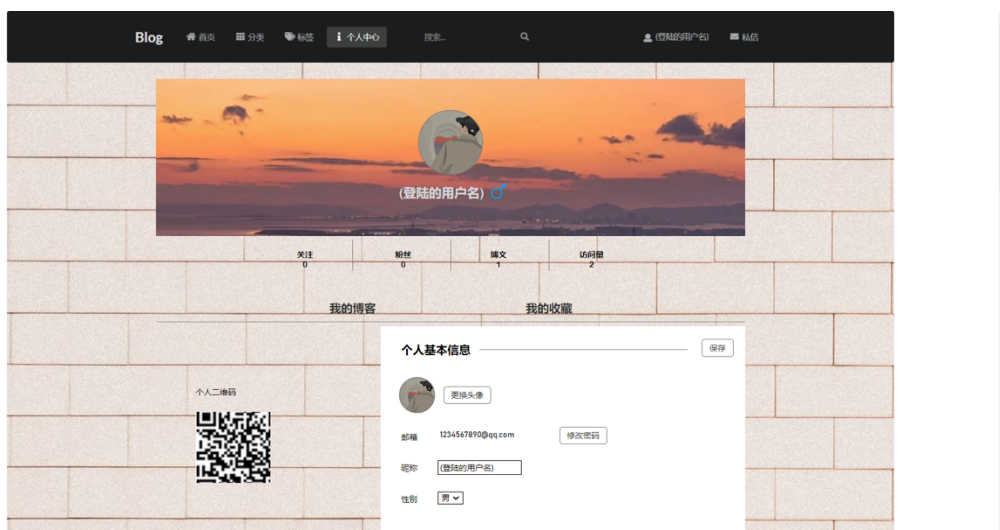 Blog 首页 分类 标签 个人中心 搜索... (登陆的用户名) 私信
(登陆的用户名)
关注 粉丝 博文 访问量
0 0 1 2
我的博客 我的收藏
个人基本信息 保存
个人二维码
更换头像
邮箱 1234567890@qq.com 修改密码
昵称 (登陆的用户名)
性别 男